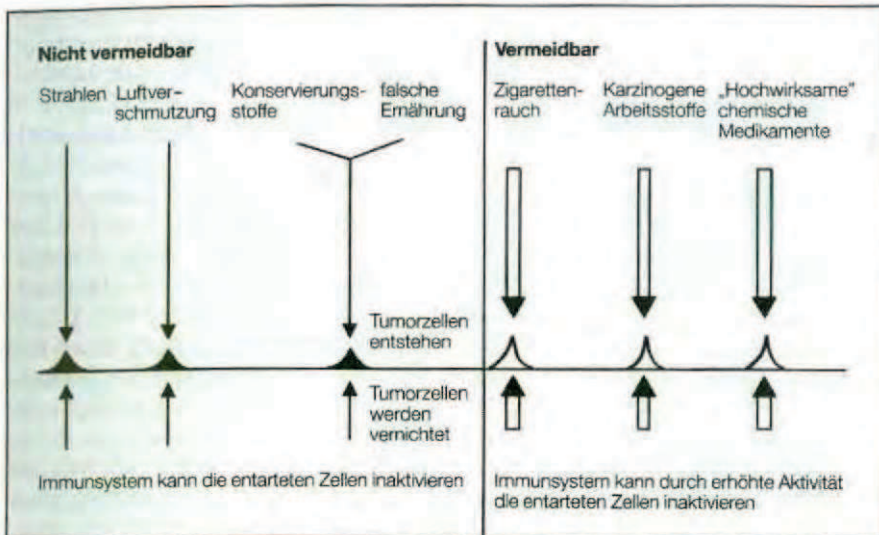 Nicht vermeidbar
Strahlen
Luftver-
schmutzung
Konservierungs-
stoffe
falsche
Ernährung
Tumorzellen
entstehen
Tumorzellen
werden
vernichtet
Immunsystem kann die entarteten Zellen inaktivieren
Vermeidbar
Zigaretten-
rauch
Karzinogene
Arbeitsstoffe
„Hochwirksame"
chemische
Medikamente
Immunsystem kann durch erhöhte Aktivität
die entarteten Zellen inaktivieren